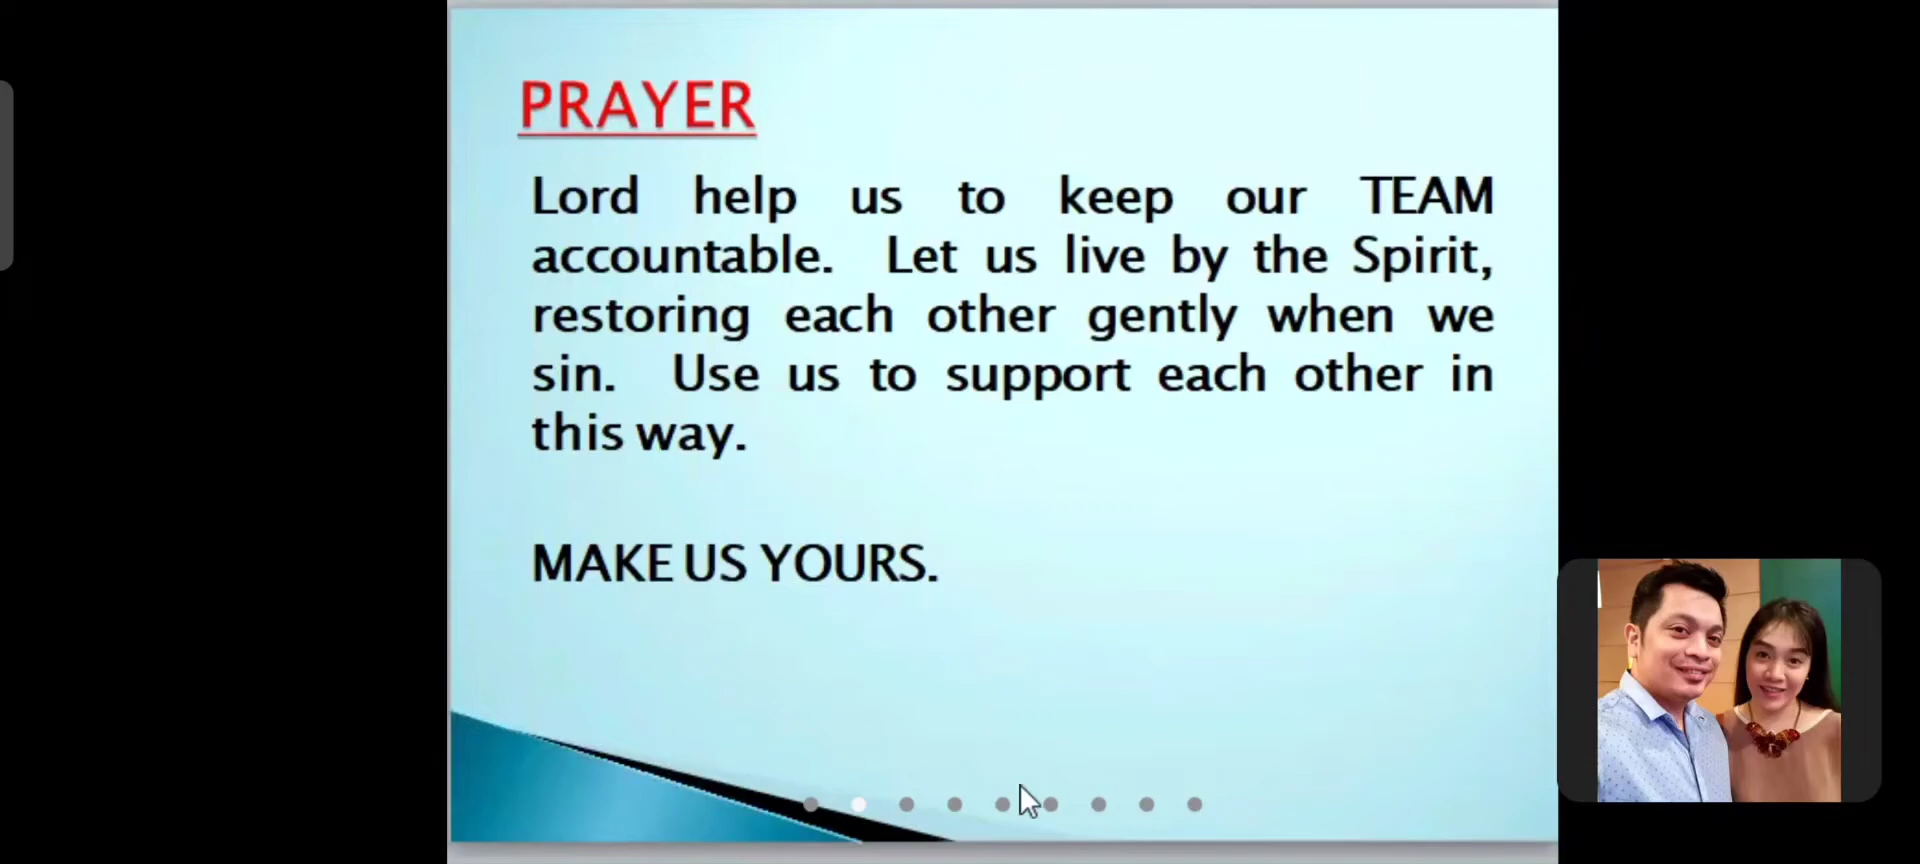 PRAYER
Lord help us to keep our TEAM
accountable. Let us live by the Spirit,
restoring each other gently when we
sin. Use us to support each other in
this way.
MAKE US YOURS.